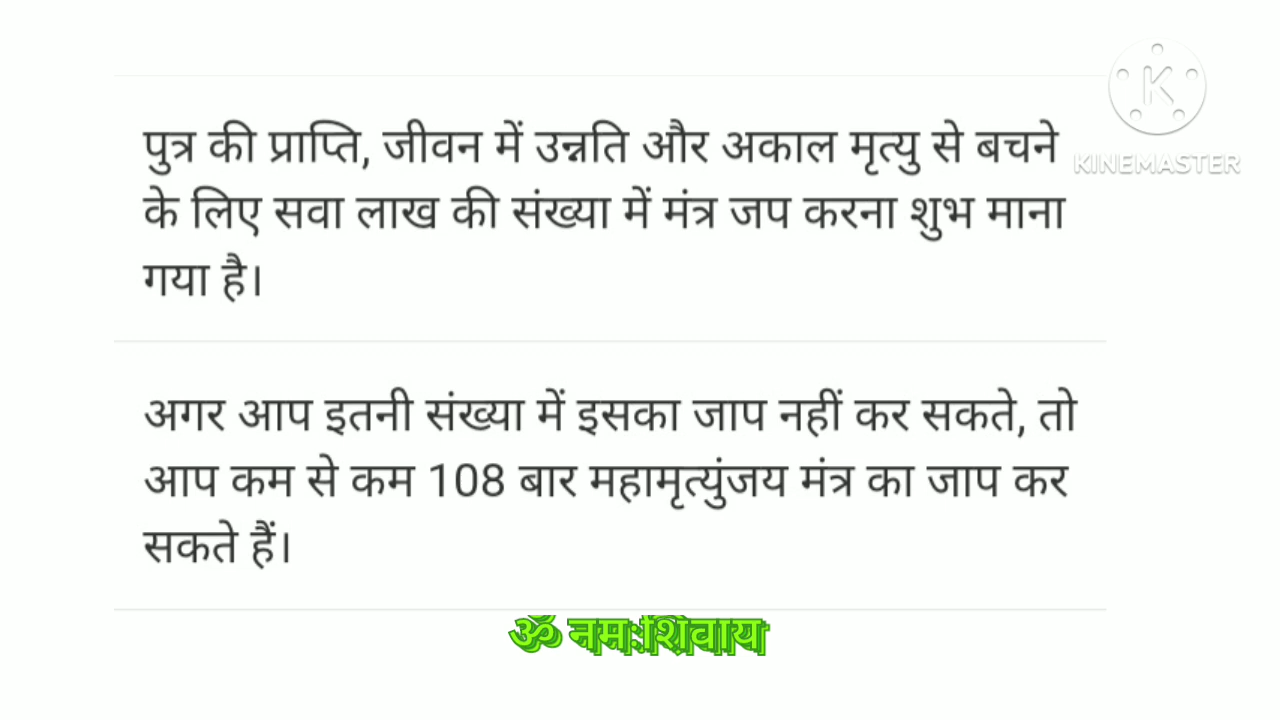 पुत्र की प्राप्ति, जीवन में उन्नति और अकाल मृत्यु से बचने
के लिए सवा लाख की संख्या में मंत्र जप करना शुभ माना
गया है।
अगर आप इतनी संख्या में इसका जाप नहीं कर सकते, तो
आप कम से कम 108 बार महामृत्युंजय मंत्र का जाप कर
सकते हैं।
ॐ नम:शिवाय
K
KINEMASTER